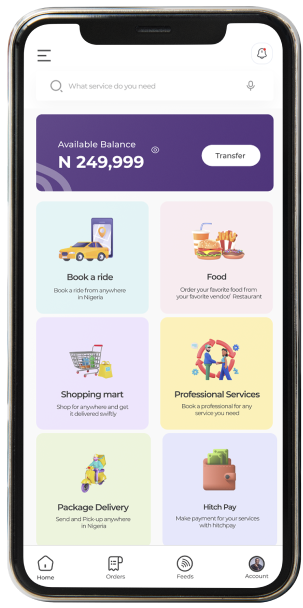 What service do you need
Available Balance
N 249,999
Transfer
Book a ride
Book a ride from anywhere
in Nigeria
Food
Order your favorite food from
your favorite vendor/ Restaurant
Shopping mart
Shop for anywhere and get
it delivered swiftly
Professional Services
Book a professional for any
service you need
Package Delivery
Send and Pick-up anywhere
in Nigeria
Hitch Pay
Make payment for your services
with hitchpay
Home
Orders
Feeds
Account